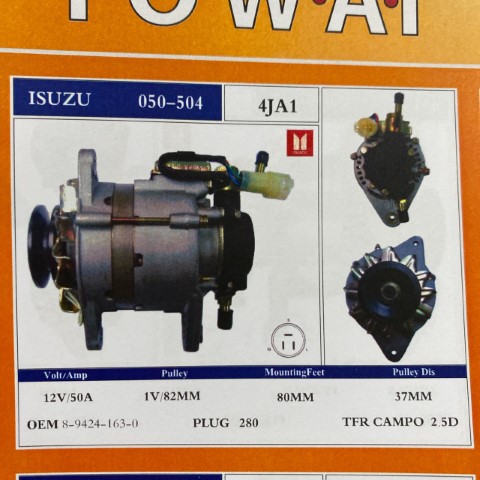 TOWAI
ISUZU 050-504 4JA1
Volt/Amp Pulley MountingFeet Pulley Dis
12V/50A 1V/82MM 80MM 37MM
OEM 8-9424-163-0 PLUG 280 TFR CAMPO 2.5D